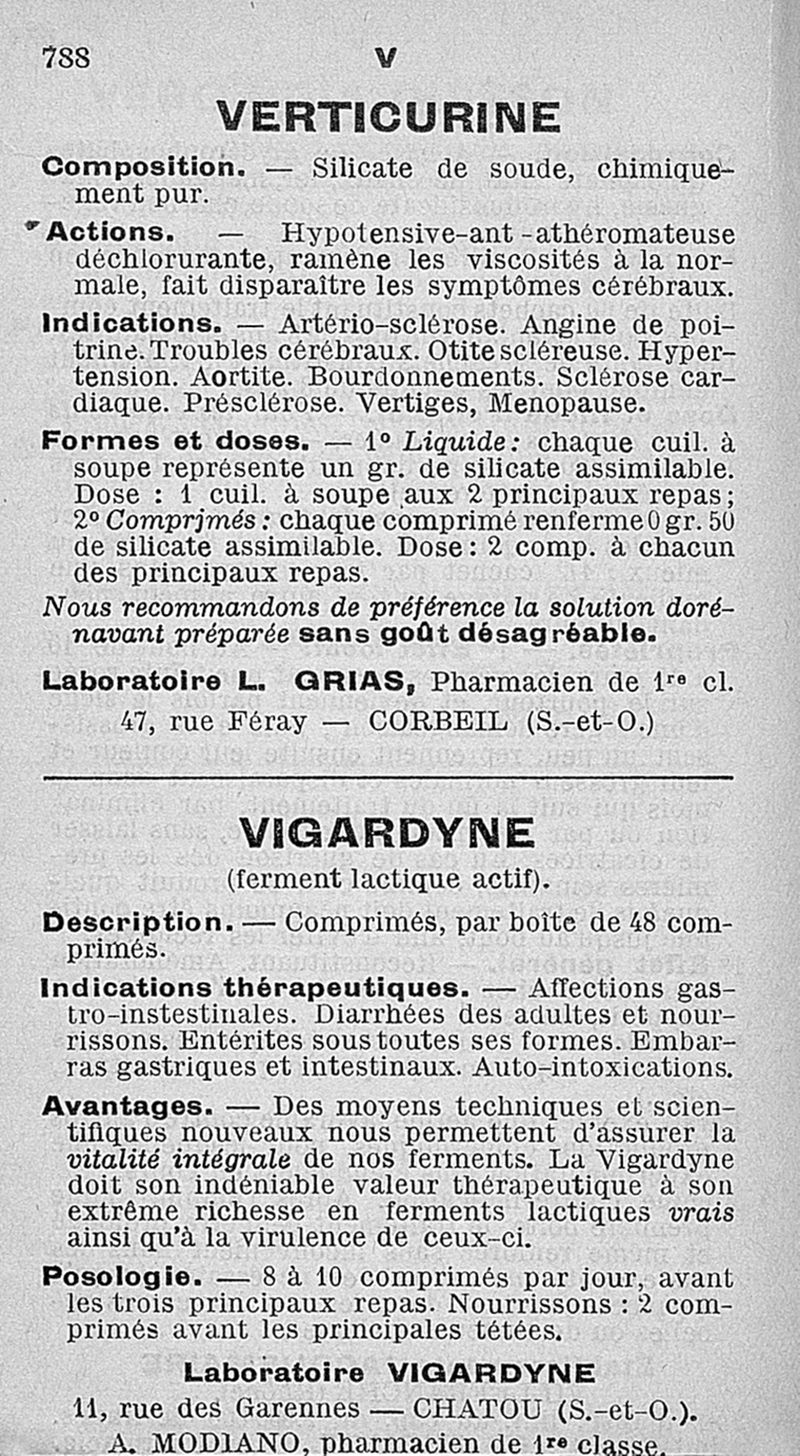 788
V
VERTICURINE
Composition. — Silicate de soude, chimique-
ment pur.
Actions. — Hypotensive-ant -athéromateuse
déchlorurante, ramène les viscosités à la nor-
male, fait disparaître les symptômes cérébraux.
Indications. — Artério-sclérose. Angine de poi-
trine. Troubles cérébraux. Otite scléreuse. Hyper-
tension. Aortite. Bourdonnements. Sclérose car-
diaque. Présclérose. Vertiges, Menopause.
Formes et doses. — 1º Liquide : chaque cuil. à
soupe représente un gr. de silicate assimilable.
Dose : 1 cuil. à soupe aux 2 principaux repas ;
2º Comprjmés : chaque comprimé renferme 0 gr. 50
de silicate assimilable. Dose : 2 comp. à chacun
des principaux repas.
Nous recommandons de préférence la solution doré-
navant préparée sans goût désagréable.
Laboratoire L. GRIAS, Pharmacien de 1re cl.
47, rue Féray — CORBEIL (S.-et-O.)
VIGARDYNE
(ferment lactique actif).
Description. — Comprimés, par boîte de 48 com-
primés.
Indications thérapeutiques. — Affections gas-
tro-instestinales. Diarrhées des adultes et nour-
rissons. Entérites sous toutes ses formes. Embar-
ras gastriques et intestinaux. Auto-intoxications.
Avantages. — Des moyens techniques et scien-
tifiques nouveaux nous permettent d'assurer la
vitalité intégrale de nos ferments. La Vigardyne
doit son indéniable valeur thérapeutique à son
extrême richesse en ferments lactiques vrais
ainsi qu'à la virulence de ceux-ci.
Posologie. — 8 à 10 comprimés par jour, avant
les trois principaux repas. Nourrissons : 2 com-
primés avant les principales tétées.
Laboratoire VIGARDYNE
11, rue des Garennes — CHATOU (S.-et-O.).
A. MODIANO, pharmacien de 1re classe.